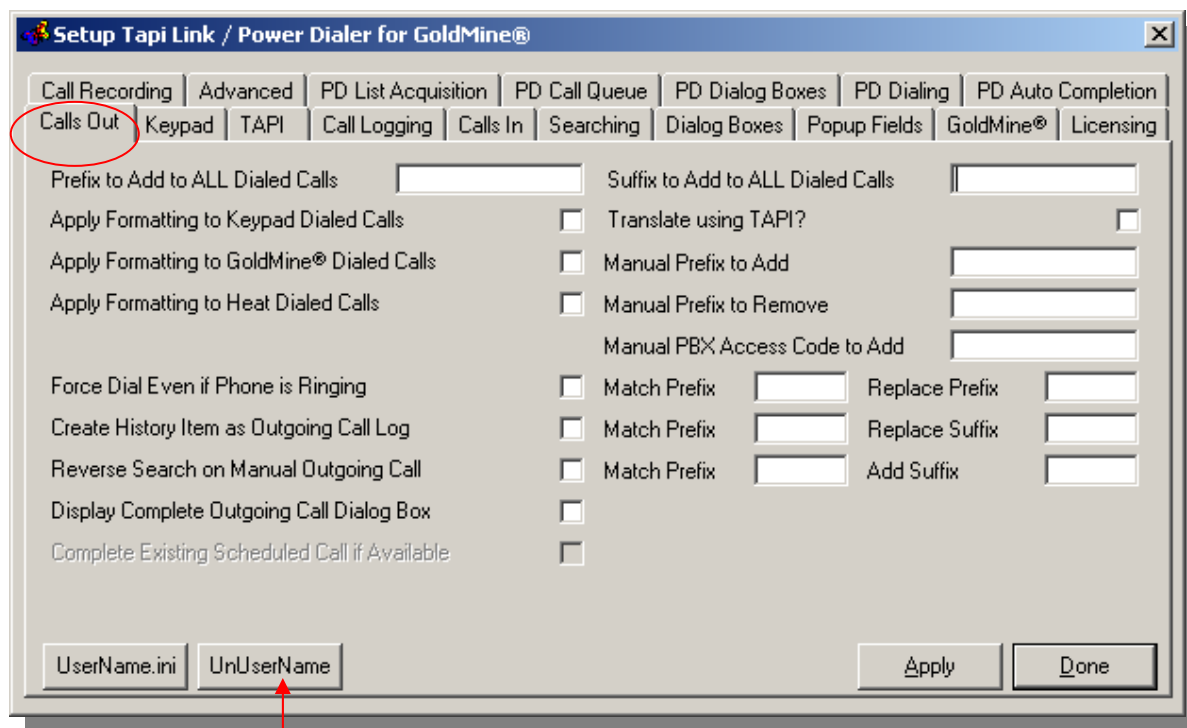 Setup Tapi Link / Power Dialer for GoldMine®
Call Recording Advanced PD List Acquisition PD Call Queue PD Dialog Boxes PD Dialing PD Auto Completion
Calls Out Keypad TAPI Call Logging Calls In Searching Dialog Boxes Popup Fields GoldMine® Licensing
Prefix to Add to ALL Dialed Calls Suffix to Add to ALL Dialed Calls
Apply Formatting to Keypad Dialed Calls Translate using TAPI?
Apply Formatting to GoldMine® Dialed Calls Manual Prefix to Add
Apply Formatting to Heat Dialed Calls Manual Prefix to Remove
Manual PBX Access Code to Add
Force Dial Even if Phone is Ringing Match Prefix Replace Prefix
Create History Item as Outgoing Call Log Match Prefix Replace Suffix
Reverse Search on Manual Outgoing Call Match Prefix Add Suffix
Display Complete Outgoing Call Dialog Box
Complete Existing Scheduled Call if Available
UserName.ini UnUserName Apply Done